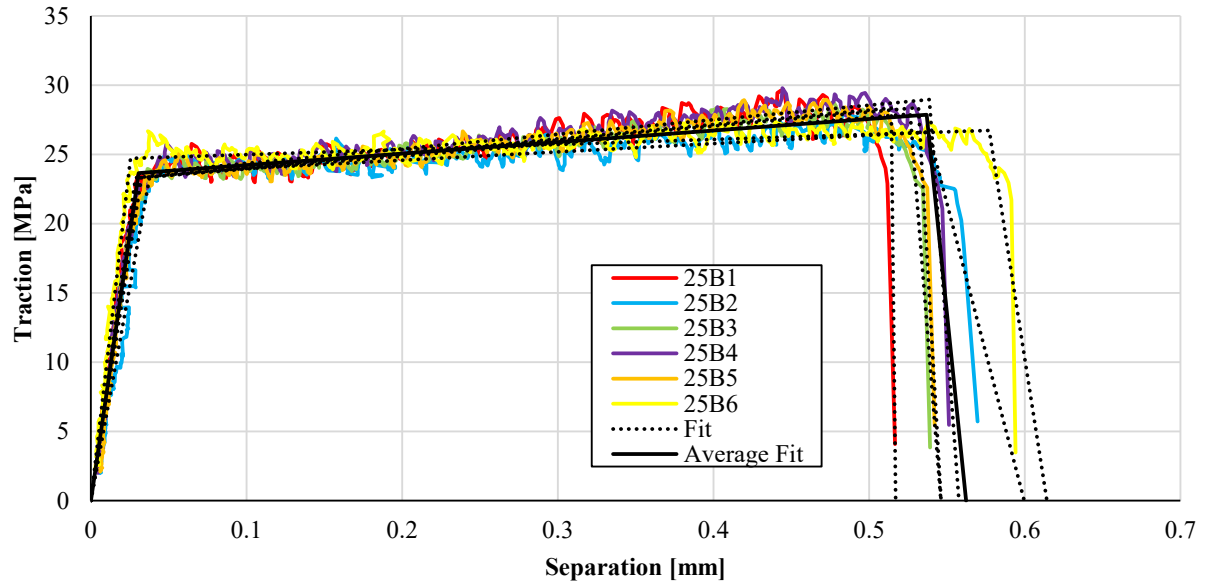 35
30
25
20
15
10
5
0
Traction [MPa]
25B1
25B2
25B3
25B4
25B5
25B6
Fit
Average Fit
0 0.1 0.2 0.3 0.4 0.5 0.6 0.7
Separation [mm]